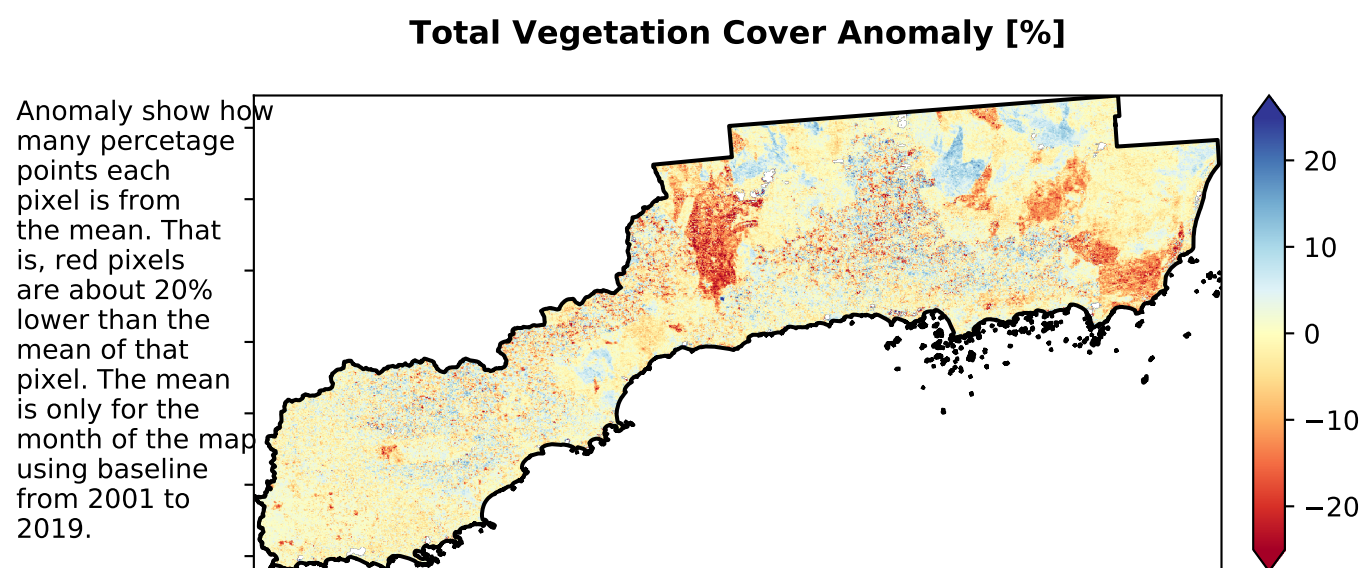 Total Vegetation Cover Anomaly [%]
Anomaly show how
many percetage
points each
pixel is from
the mean. That
is, red pixels
are about 20%
lower than the
mean of that
pixel. The mean
is only for the
month of the map
using baseline
from 2001 to
2019.
20
10
0
−10
−20